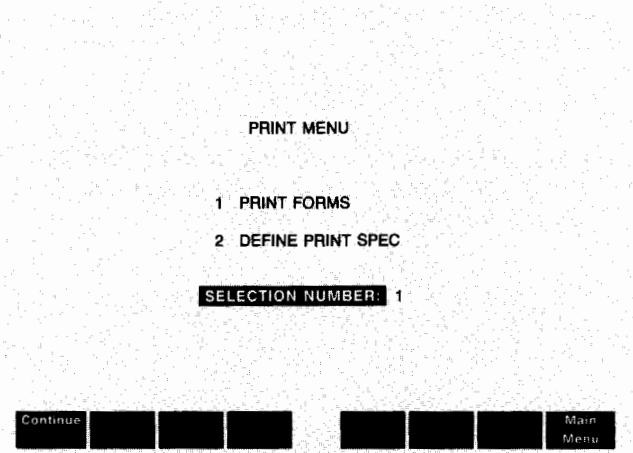 PRINT MENU
1 PRINT FORMS
2 DEFINE PRINT SPEC
SELECTION NUMBER: 1
Continue
Main
Menu